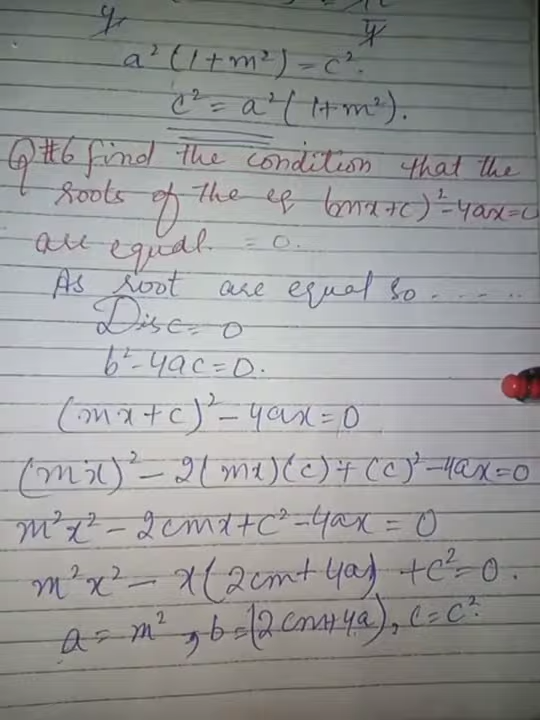 y y
a² (1+m²) = c².
c² = a² (1+m²).
Q #6 find the condition that the
roots of the eq (mx+c)²-4ax=0
are equal = 0.
As root are equal so .....
Disc = 0
b²-4ac=0.
(mx+c)²-4ax=0
(mx)²-2(mx)(c)+(c)²-4ax=0
m²x²-2cmx+c²-4ax=0
m²x²-x(2cm+4a)+c²=0.
a=m², b=(2cm+4a), c=c².